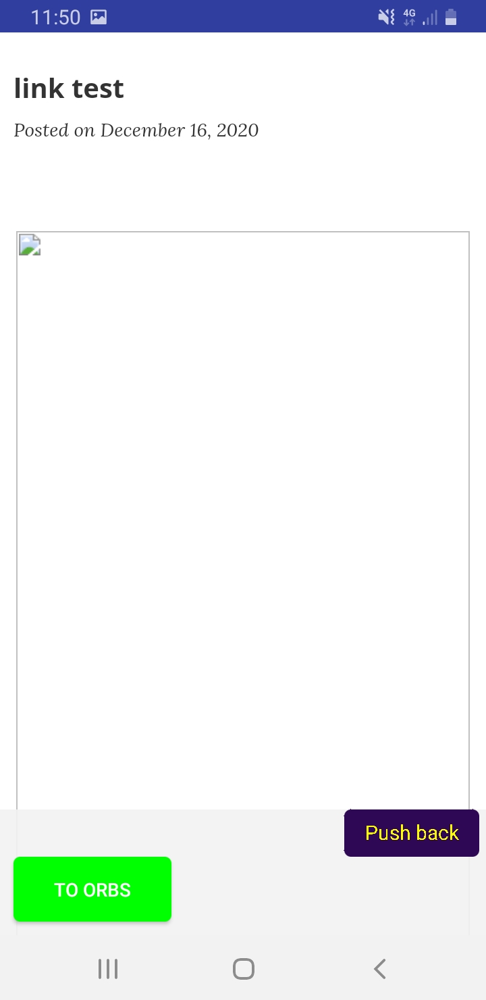 11:50
4G
link test
Posted on December 16, 2020
Push back
TO ORBS